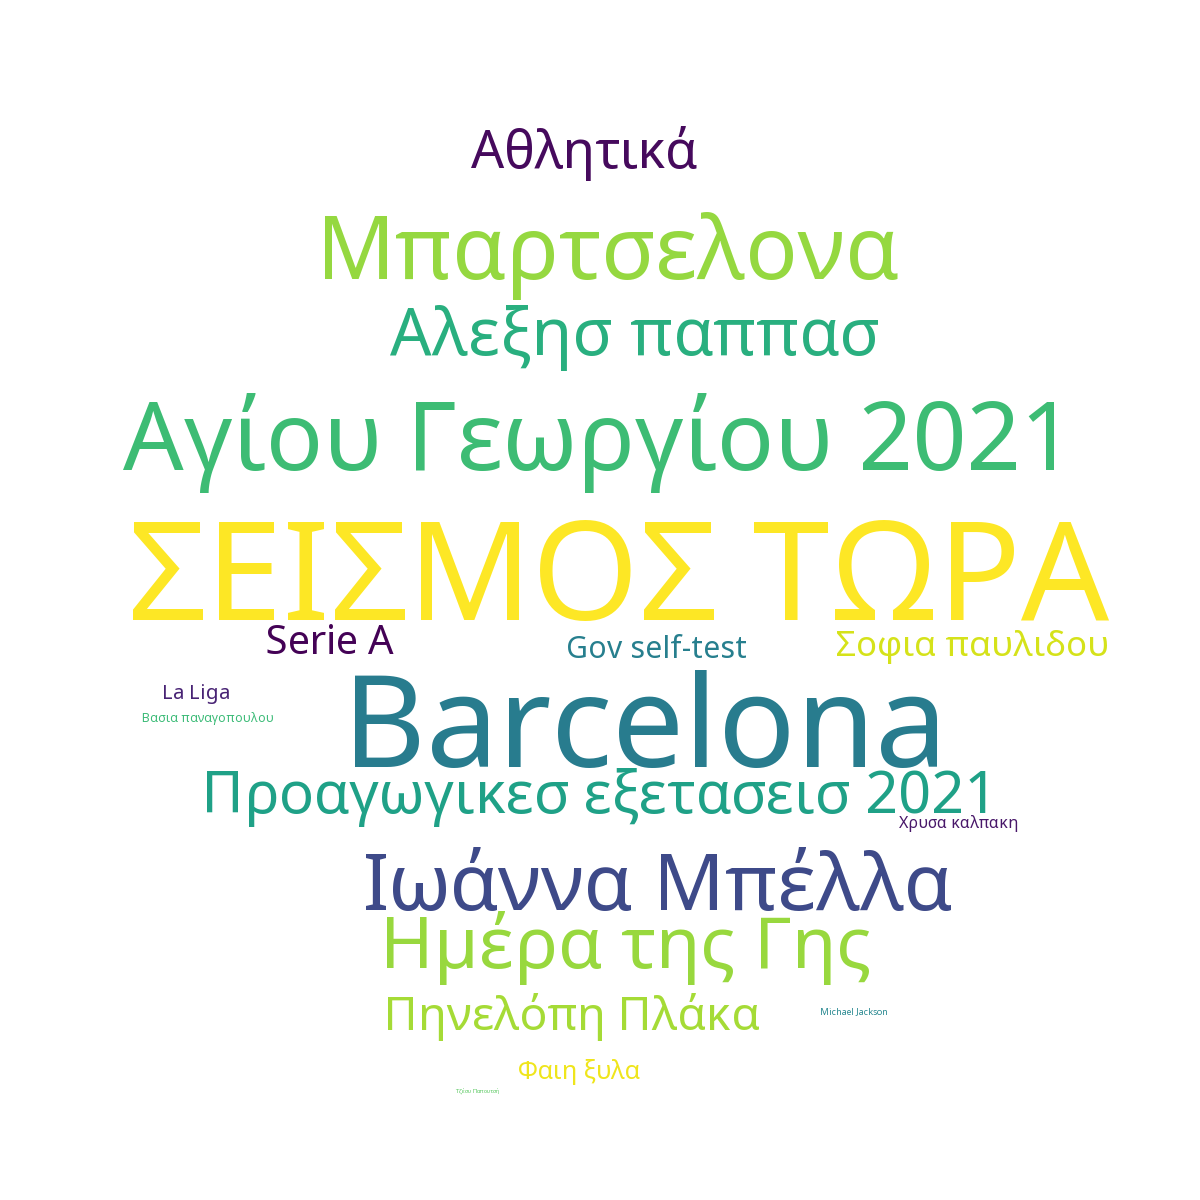 Αθλητικά
Μπαρτσελονα
Αλεξησ παππασ
Αγίου Γεωργίου 2021
ΣΕΙΣΜΟΣ ΤΩΡΑ
Serie A
Gov self-test
Σοφια παυλιδου
La Liga
Βασια παναγοπουλου
Barcelona
Προαγωγικεσ εξετασεισ 2021
Χρυσα καλπακη
Ιωάννα Μπέλλα
Ημέρα της Γης
Πηνελόπη Πλάκα
Michael Jackson
Φαιη ξυλα